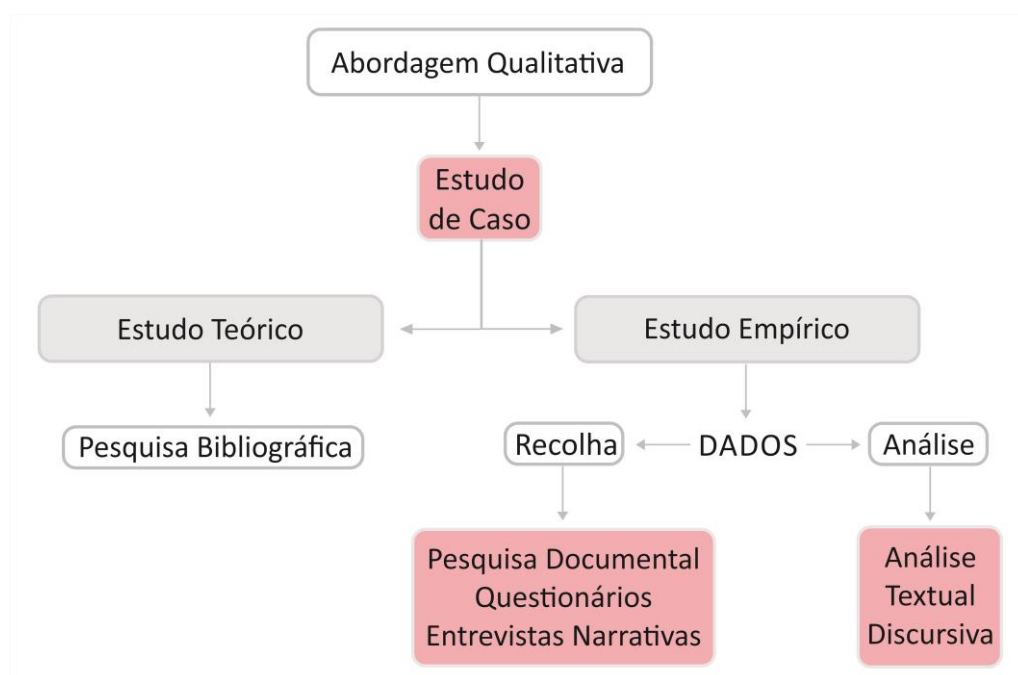 Abordagem Qualitativa
Estudo
de Caso
Estudo Teórico
Estudo Empírico
Pesquisa Bibliográfica
Recolha
DADOS
Análise
Pesquisa Documental
Questionários
Entrevistas Narrativas
Análise
Textual
Discursiva